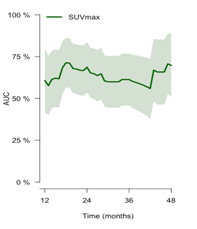 SUVmax
100 %
75 %
50 %
25 %
0 %
AUC
12 24 36 48
Time (months)